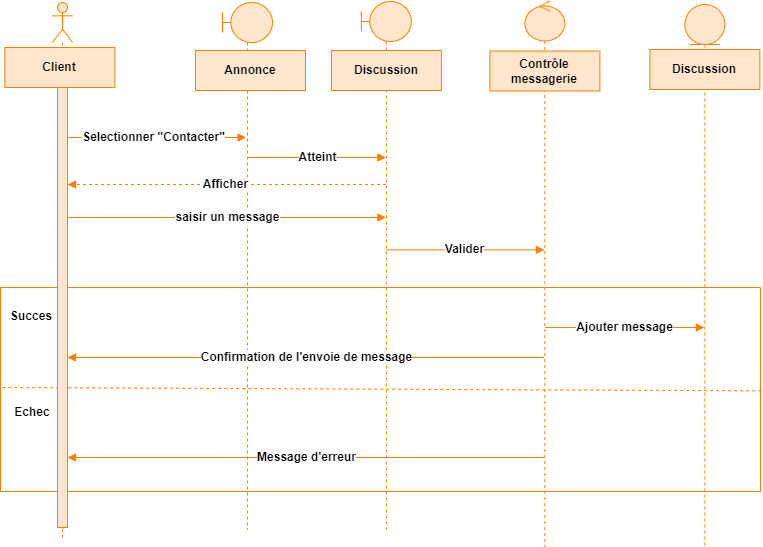 Client
Annonce
Discussion
Contrôle
messagerie
Discussion
Selectionner "Contacter"
Atteint
Afficher
saisir un message
Valider
Succes
Ajouter message
Confirmation de l'envoie de message
Echec
Message d'erreur